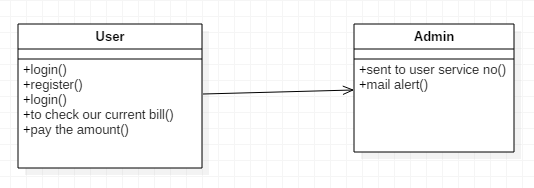 User
+login()
+register()
+login()
+to check our current bill()
+pay the amount()
Admin
+sent to user service no()
+mail alert()